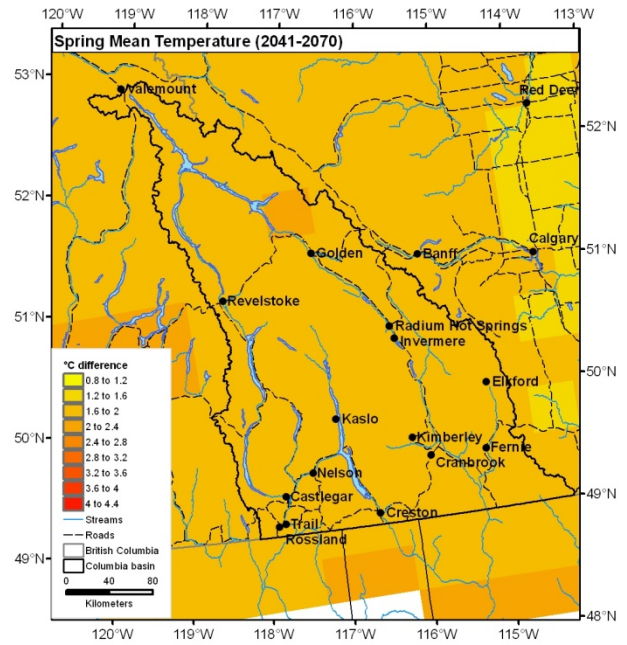 120°W 119°W 118°W 117°W 116°W 115°W 114°W 113°W
Spring Mean Temperature (2041-2070)
53°N
Valemount
Red Deer
52°N
52°N
Calgary
51°N
Golden
Banff
Revelstoke
51°N
Radium Hot Springs
Invermere
50°N
Elkford
°C difference
0.8 to 1.2
1.2 to 1.6
1.6 to 2
2 to 2.4
2.4 to 2.8
2.8 to 3.2
3.2 to 3.6
3.6 to 4
4 to 4.4
Streams
Roads
British Columbia
Columbia basin
0 40 80
Kilometers
Kaslo
50°N
Kimberley
Fernie
Cranbrook
Nelson
Castlegar
49°N
Creston
Trail
Rossland
49°N
48°N
120°W 119°W 118°W 117°W 116°W 115°W 114°W